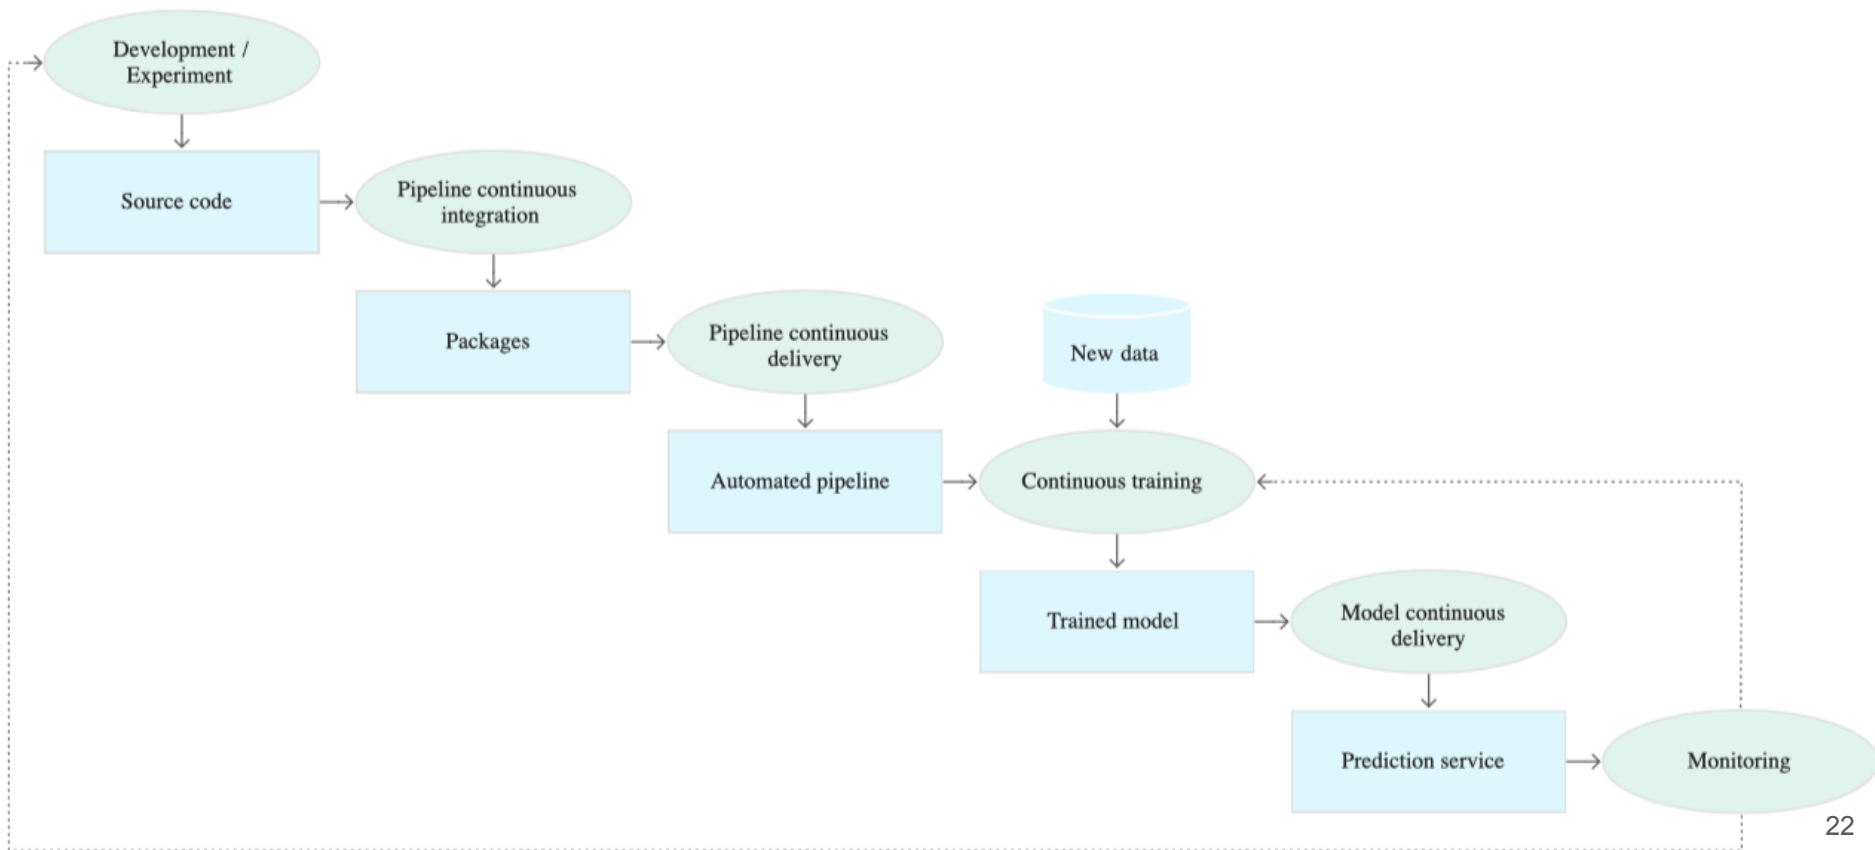 Development /
Experiment
Source code
Pipeline continuous
integration
Packages
Pipeline continuous
delivery
New data
Automated pipeline
Continuous training
Trained model
Model continuous
delivery
Prediction service
Monitoring
22